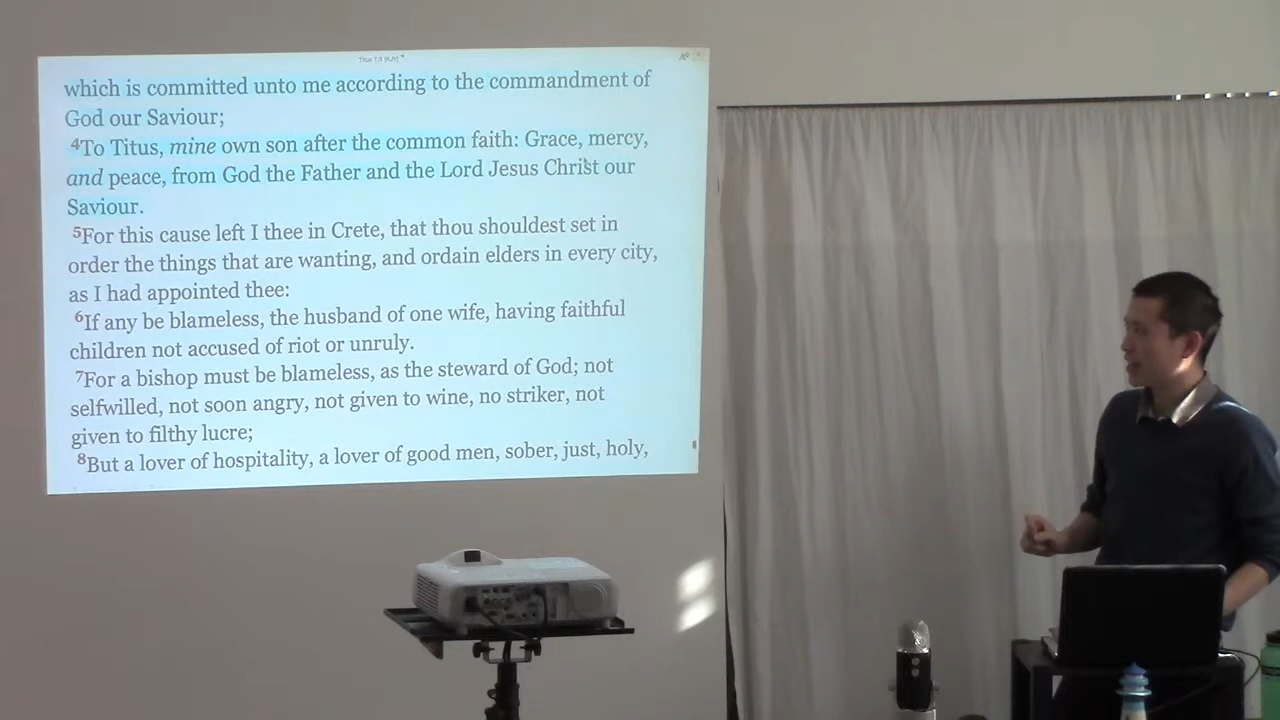 Titus 1:3 (KJV)
which is committed unto me according to the commandment of
God our Saviour;
4To Titus, mine own son after the common faith: Grace, mercy,
and peace, from God the Father and the Lord Jesus Christ our
Saviour.
5For this cause left I thee in Crete, that thou shouldest set in
order the things that are wanting, and ordain elders in every city,
as I had appointed thee:
6If any be blameless, the husband of one wife, having faithful
children not accused of riot or unruly.
7For a bishop must be blameless, as the steward of God; not
selfwilled, not soon angry, not given to wine, no striker, not
given to filthy lucre;
8But a lover of hospitality, a lover of good men, sober, just, holy,